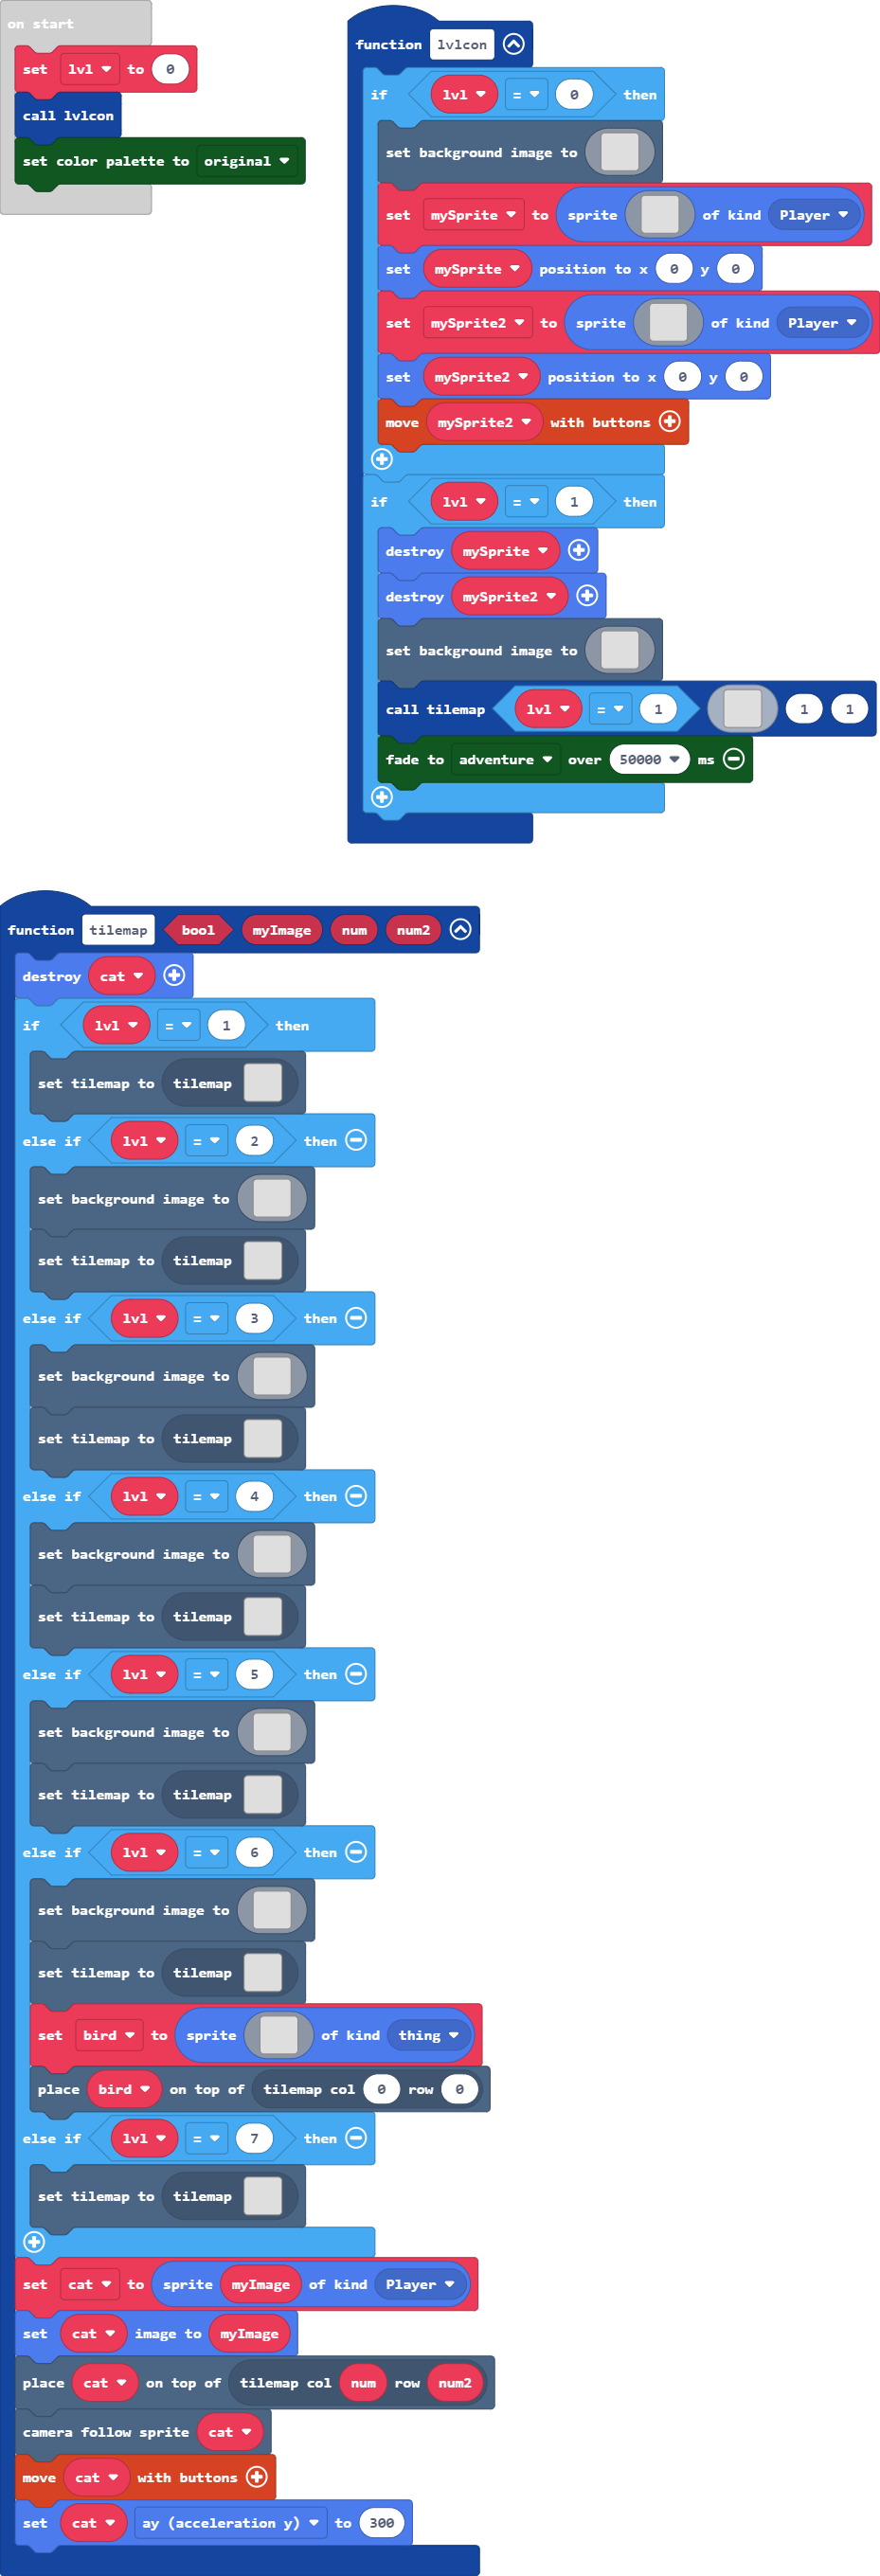 on start
set lvl to 0
call lvlcon
set color palette to original
function lvlcon
if lvl = 0 then
set background image to
set mySprite to sprite of kind Player
set mySprite position to x 0 y 0
set mySprite2 to sprite of kind Player
set mySprite2 position to x 0 y 0
move mySprite2 with buttons
if lvl = 1 then
destroy mySprite
destroy mySprite2
set background image to
call tilemap lvl = 1 1 1
fade to adventure over 50000 ms
function tilemap bool myImage num num2
destroy cat
if lvl = 1 then
set tilemap to tilemap
else if lvl = 2 then
set background image to
set tilemap to tilemap
else if lvl = 3 then
set background image to
set tilemap to tilemap
else if lvl = 4 then
set background image to
set tilemap to tilemap
else if lvl = 5 then
set background image to
set tilemap to tilemap
else if lvl = 6 then
set background image to
set tilemap to tilemap
set bird to sprite of kind thing
place bird on top of tilemap col 0 row 0
else if lvl = 7 then
set tilemap to tilemap
set cat to sprite myImage of kind Player
set cat image to myImage
place cat on top of tilemap col num row num2
camera follow sprite cat
move cat with buttons
set cat ay (acceleration y) to 300